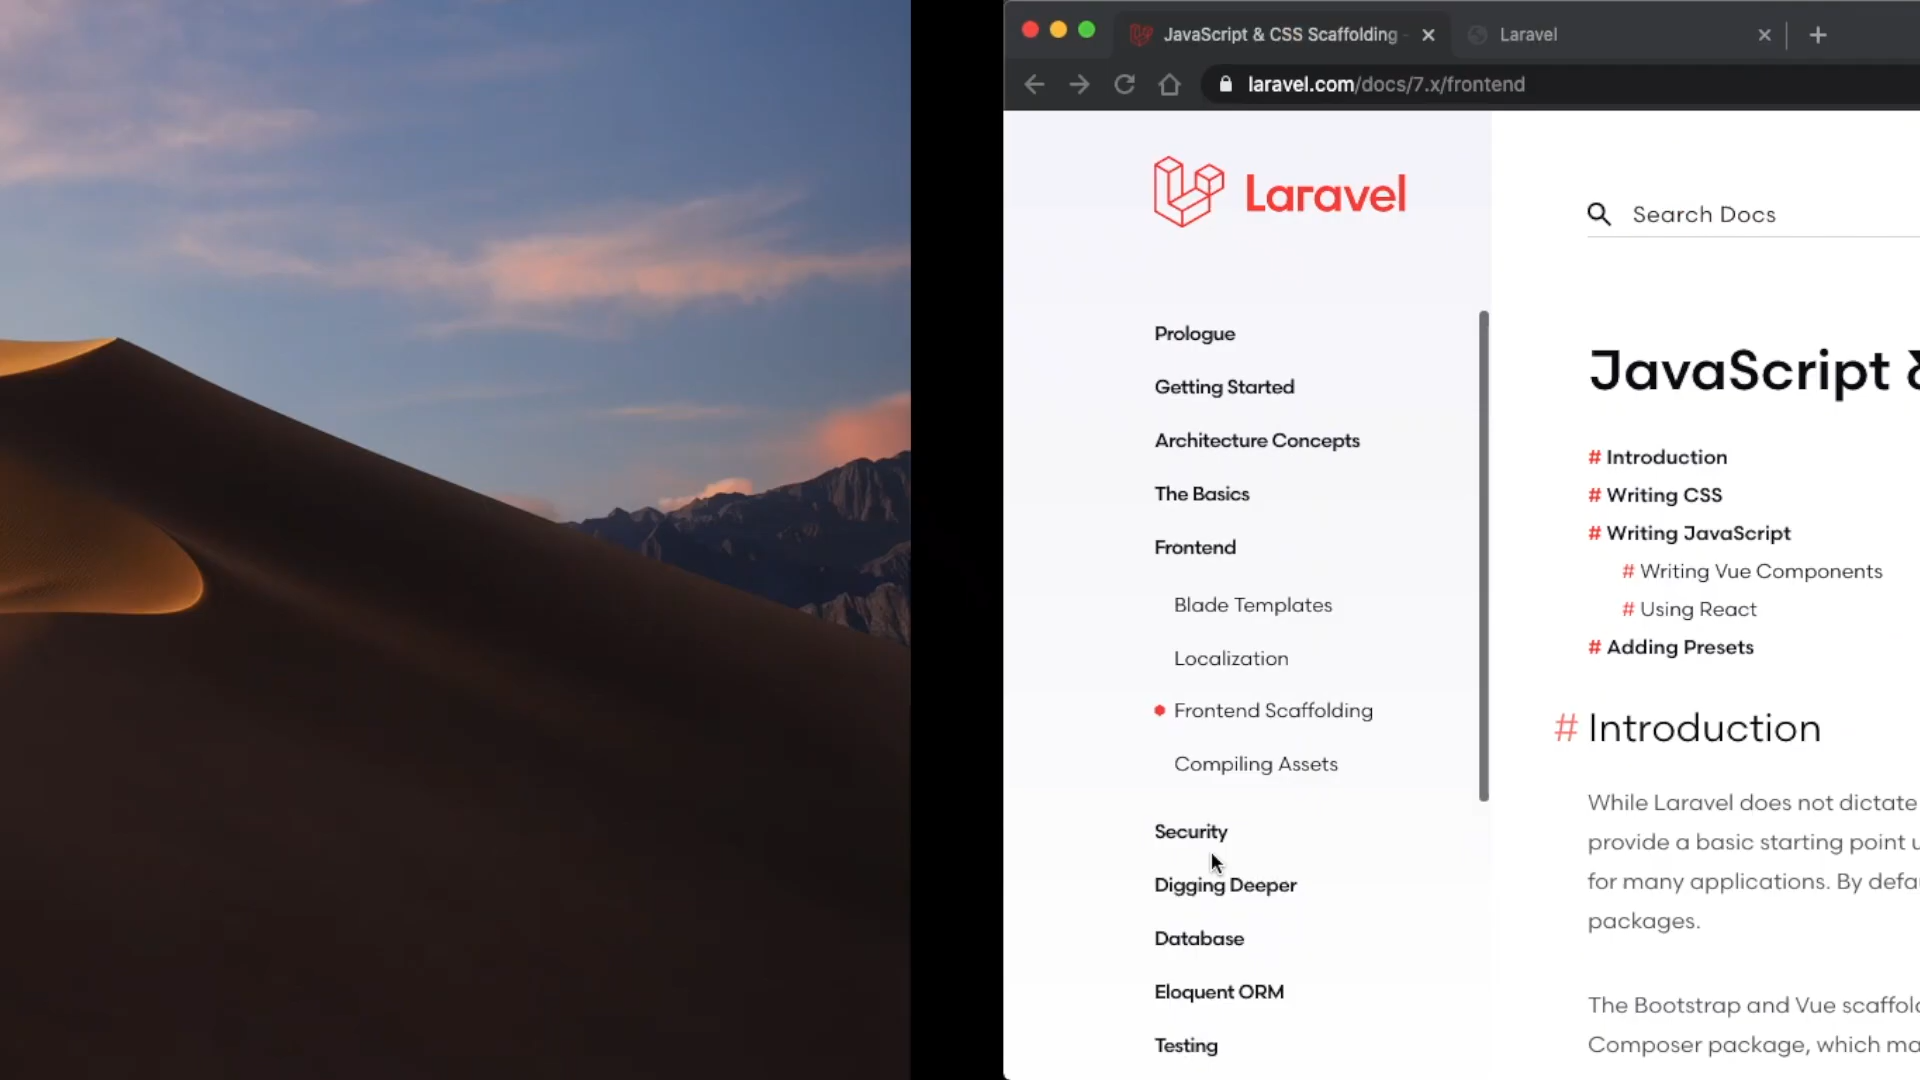 JavaScript & CSS Scaffolding -
Laravel
laravel.com/docs/7.x/frontend
Laravel
Search Docs
Prologue
Getting Started
Architecture Concepts
The Basics
Frontend
Blade Templates
Localization
Frontend Scaffolding
Compiling Assets
Security
Digging Deeper
Database
Eloquent ORM
Testing
JavaScript &
# Introduction
# Writing CSS
# Writing JavaScript
# Writing Vue Components
# Using React
# Adding Presets
# Introduction
While Laravel does not dictate
provide a basic starting point
for many applications. By
packages.
The Bootstrap and Vue
Composer package, which